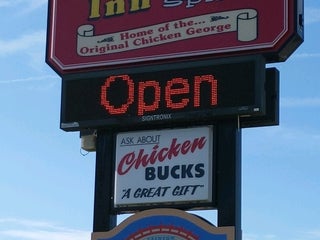 Inn
Home of the...
Original Chicken George
Open
SIGNTRONIX
ASK ABOUT
Chicken
BUCKS
"A GREAT GIFT"